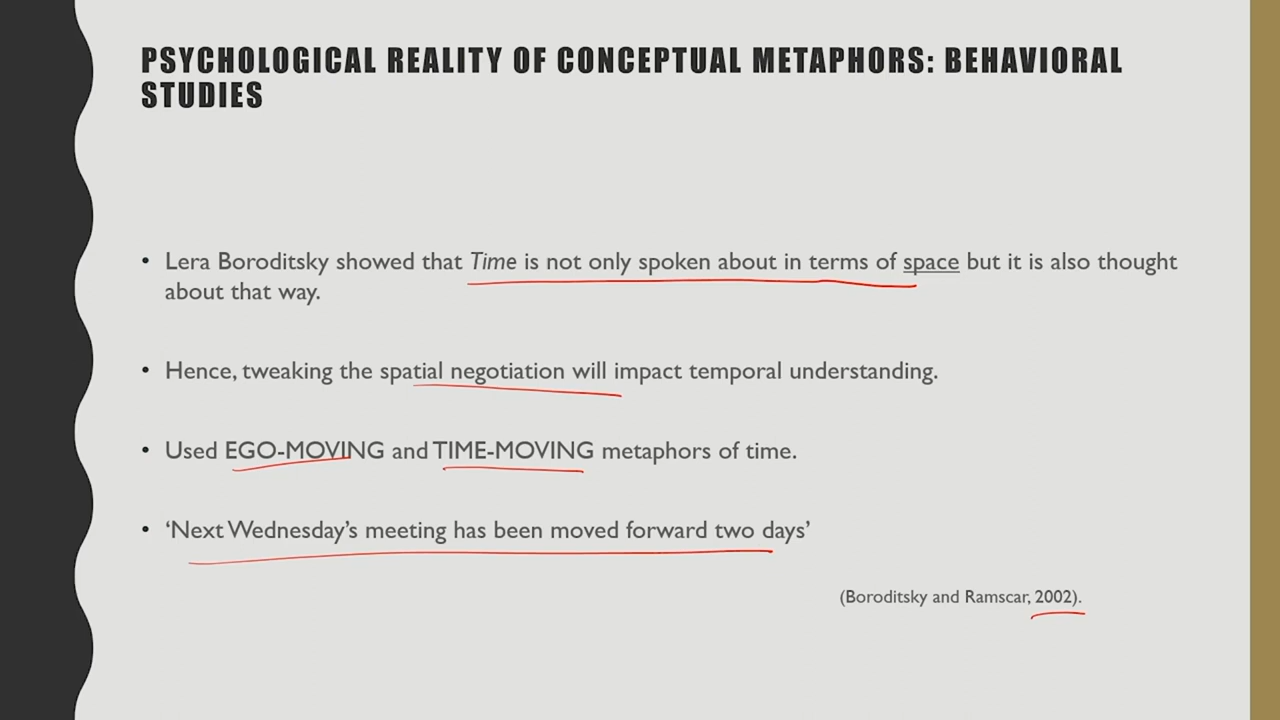 PSYCHOLOGICAL REALITY OF CONCEPTUAL METAPHORS: BEHAVIORAL
STUDIES
• Lera Boroditsky showed that Time is not only spoken about in terms of space but it is also thought
about that way.
• Hence, tweaking the spatial negotiation will impact temporal understanding.
• Used EGO-MOVING and TIME-MOVING metaphors of time.
• ‘Next Wednesday’s meeting has been moved forward two days’
(Boroditsky and Ramscar, 2002).